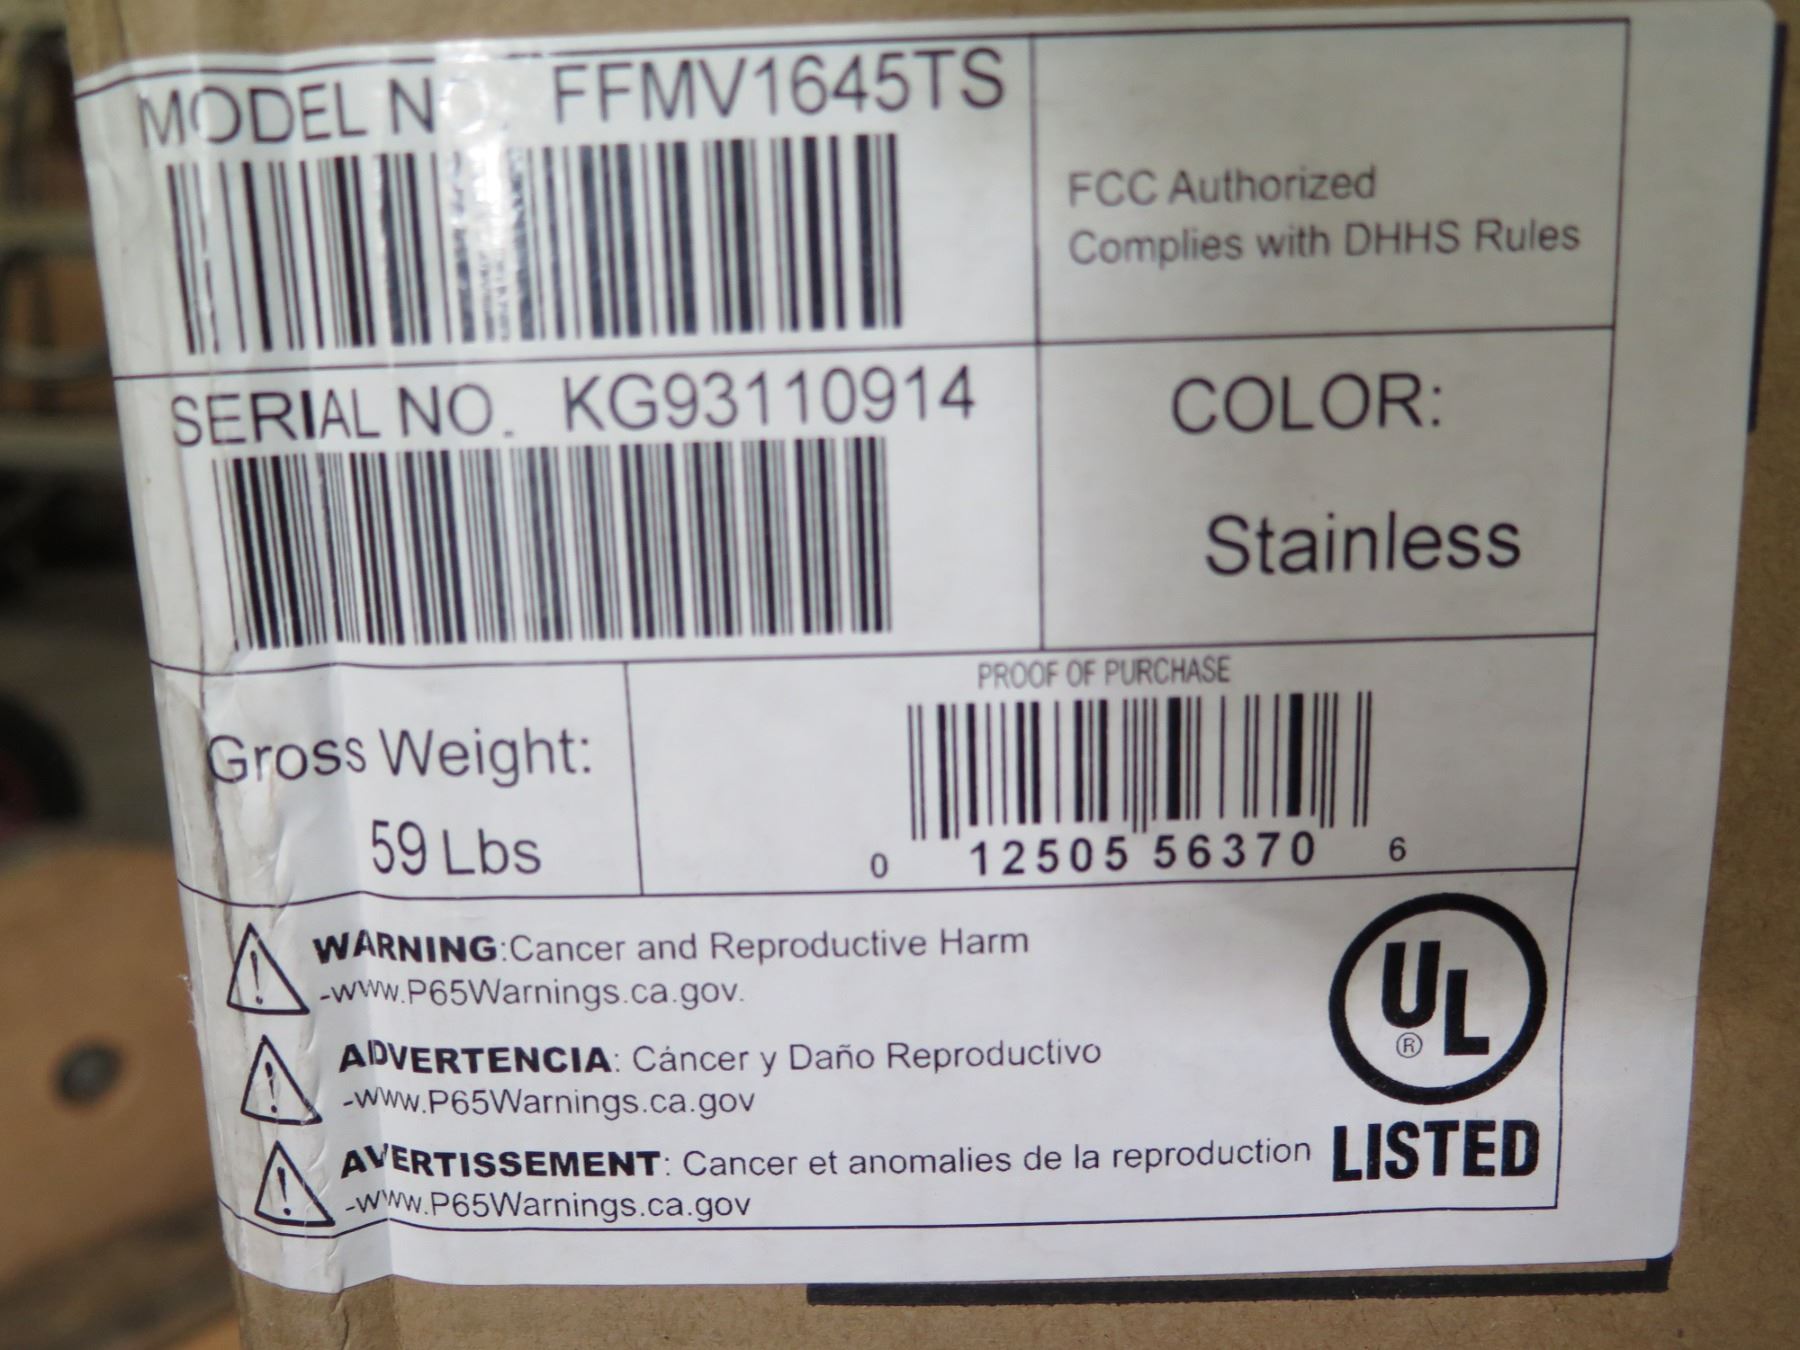 MODEL NO. FFMV1645TS
FCC Authorized
Complies with DHHS Rules
SERIAL NO. KG93110914
COLOR:
Stainless
Gross Weight:
59 Lbs
PROOF OF PURCHASE
0 12505 56370 6
WARNING:Cancer and Reproductive Harm
-www.P65Warnings.ca.gov.
ADVERTENCIA: Cáncer y Daño Reproductivo
-www.P65Warnings.ca.gov
AVERTISSEMENT: Cancer et anomalies de la reproduction
-www.P65Warnings.ca.gov
UL
®
LISTED